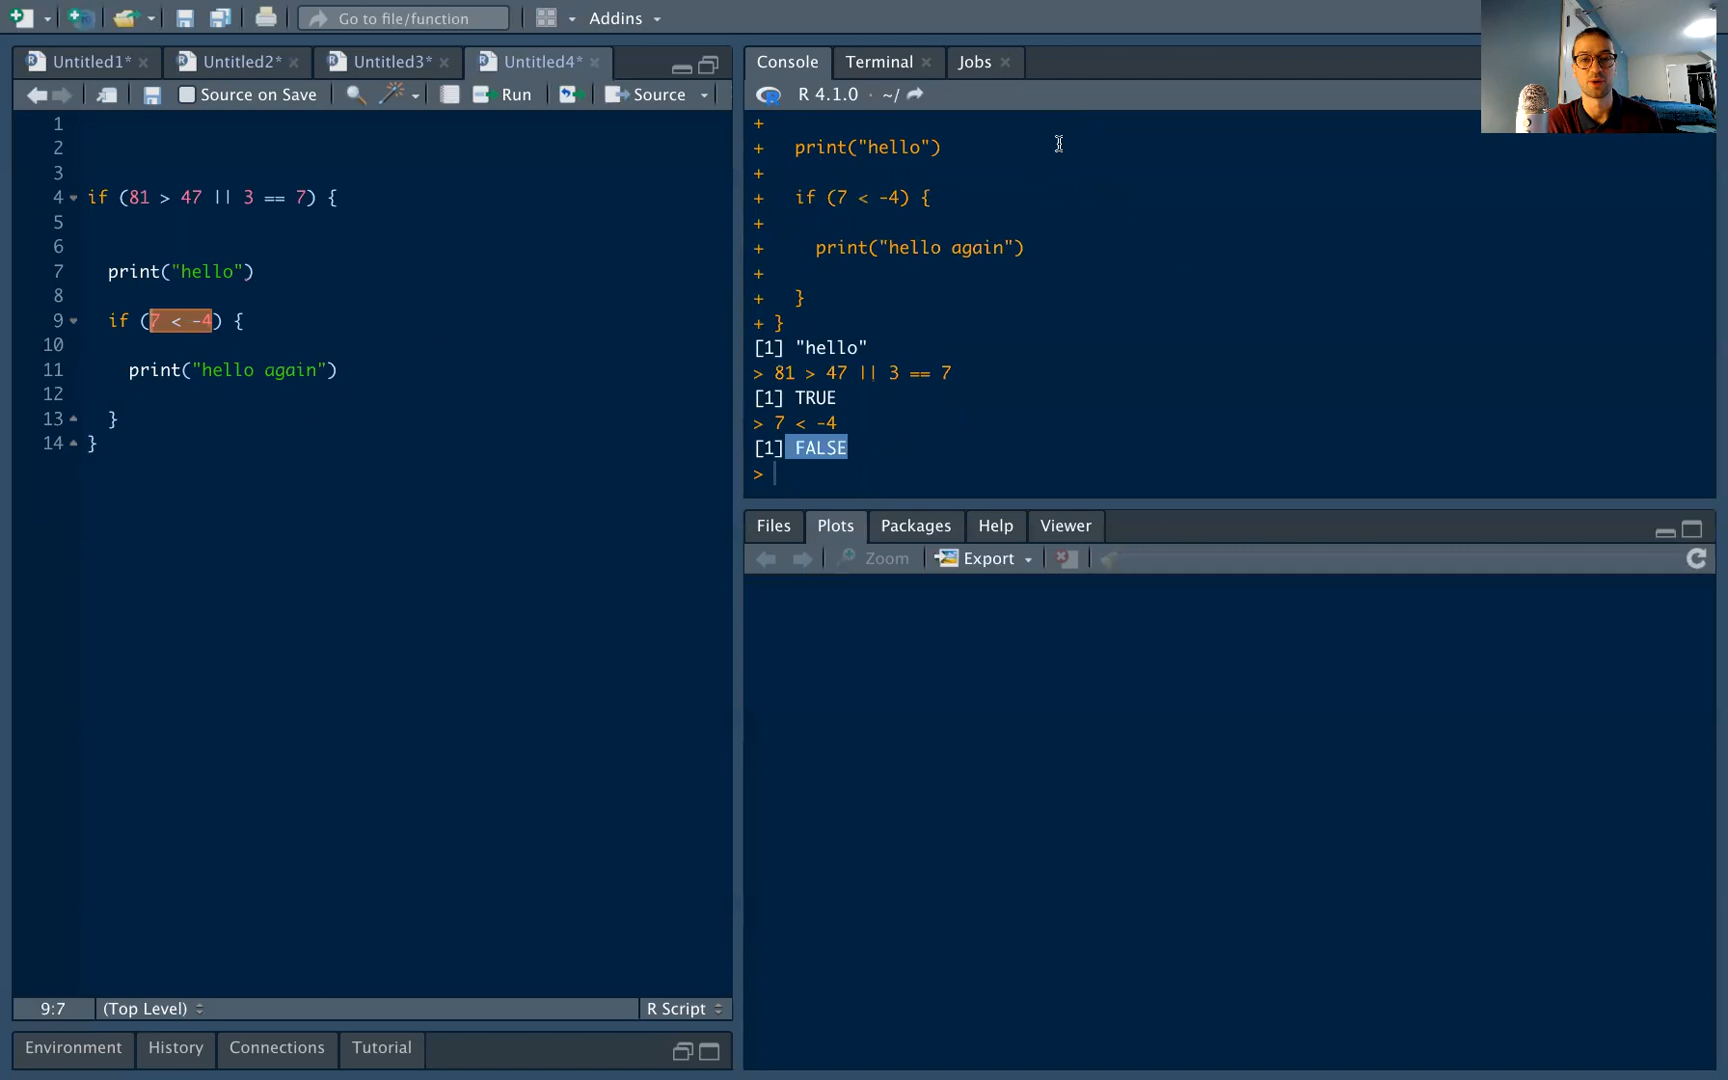 Go to file/function
Addins
Untitled1*
Untitled2*
Untitled3*
Untitled4*
Source on Save
Run
Source
1
2
3
4 if (81 > 47 || 3 == 7) {
5
6
7 print("hello")
8
9 if (7 < -4) {
10
11 print("hello again")
12
13 }
14 }
9:7 (Top Level) R Script
Environment History Connections Tutorial
Console Terminal Jobs
R 4.1.0 · ~/
+
+ print("hello")
+
+ if (7 < -4) {
+
+ print("hello again")
+
+ }
+ }
[1] "hello"
> 81 > 47 || 3 == 7
[1] TRUE
> 7 < -4
[1] FALSE
>
Files Plots Packages Help Viewer
Zoom Export